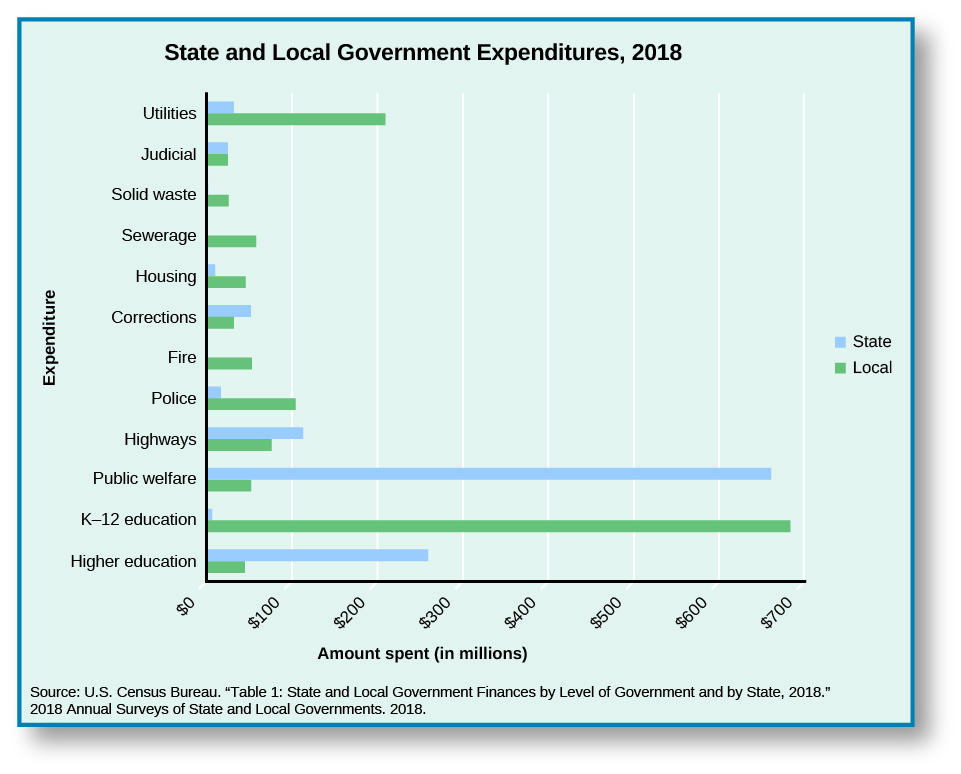 State and Local Government Expenditures, 2018
Utilities
Judicial
Solid waste
Sewerage
Housing
Corrections
Fire
Police
Highways
Public welfare
K–12 education
Higher education
Expenditure
State
Local
$0
$100
$200
$300
$400
$500
$600
$700
Amount spent (in millions)
Source: U.S. Census Bureau. “Table 1: State and Local Government Finances by Level of Government and by State, 2018.”
2018 Annual Surveys of State and Local Governments. 2018.